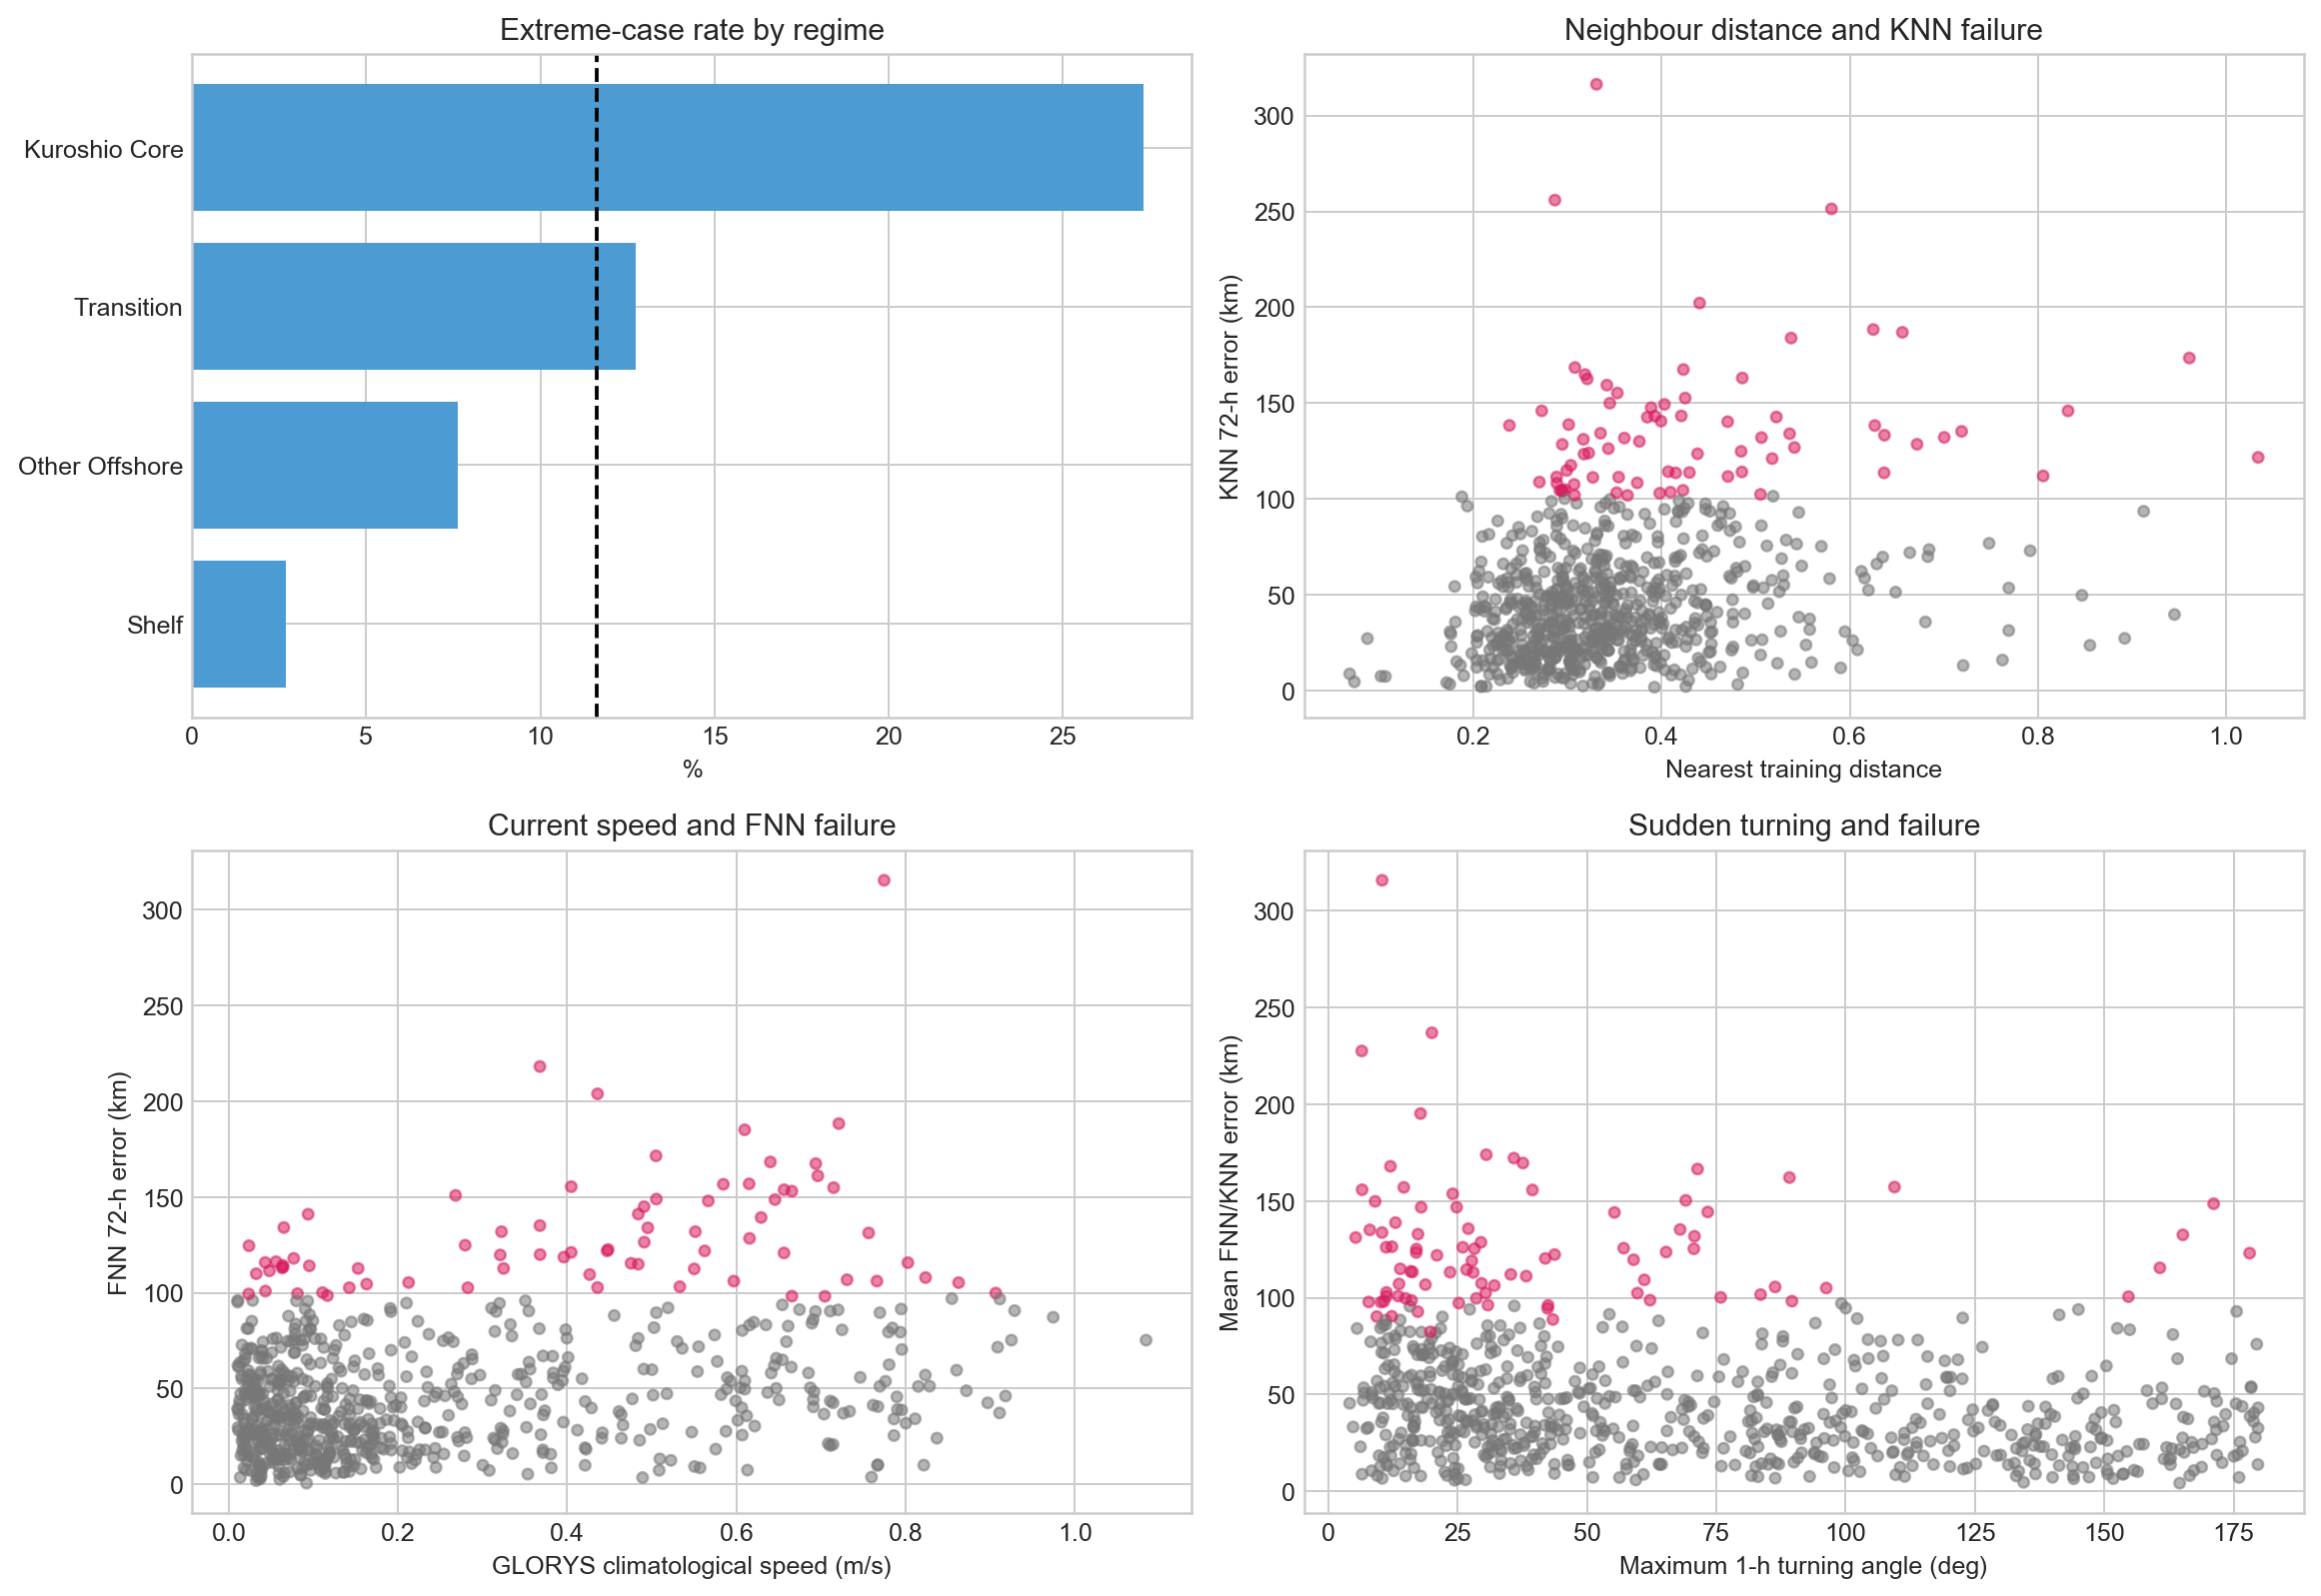 Extreme-case rate by regime
Kuroshio Core
Transition
Other Offshore
Shelf
0 5 10 15 20 25
%
Neighbour distance and KNN failure
KNN 72-h error (km)
300
250
200
150
100
50
0
0.2 0.4 0.6 0.8 1.0
Nearest training distance
Current speed and FNN failure
FNN 72-h error (km)
300
250
200
150
100
50
0
0.0 0.2 0.4 0.6 0.8 1.0
GLORYS climatological speed (m/s)
Sudden turning and failure
Mean FNN/KNN error (km)
300
250
200
150
100
50
0
0 25 50 75 100 125 150 175
Maximum 1-h turning angle (deg)